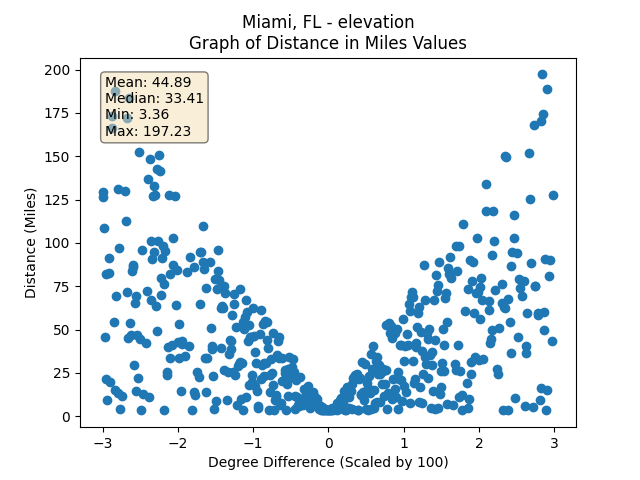 Miami, FL - elevation
Graph of Distance in Miles Values
Mean: 44.89
Median: 33.41
Min: 3.36
Max: 197.23
200
175
150
125
100
75
50
25
0
Distance (Miles)
−3
−2
−1
0
1
2
3
Degree Difference (Scaled by 100)